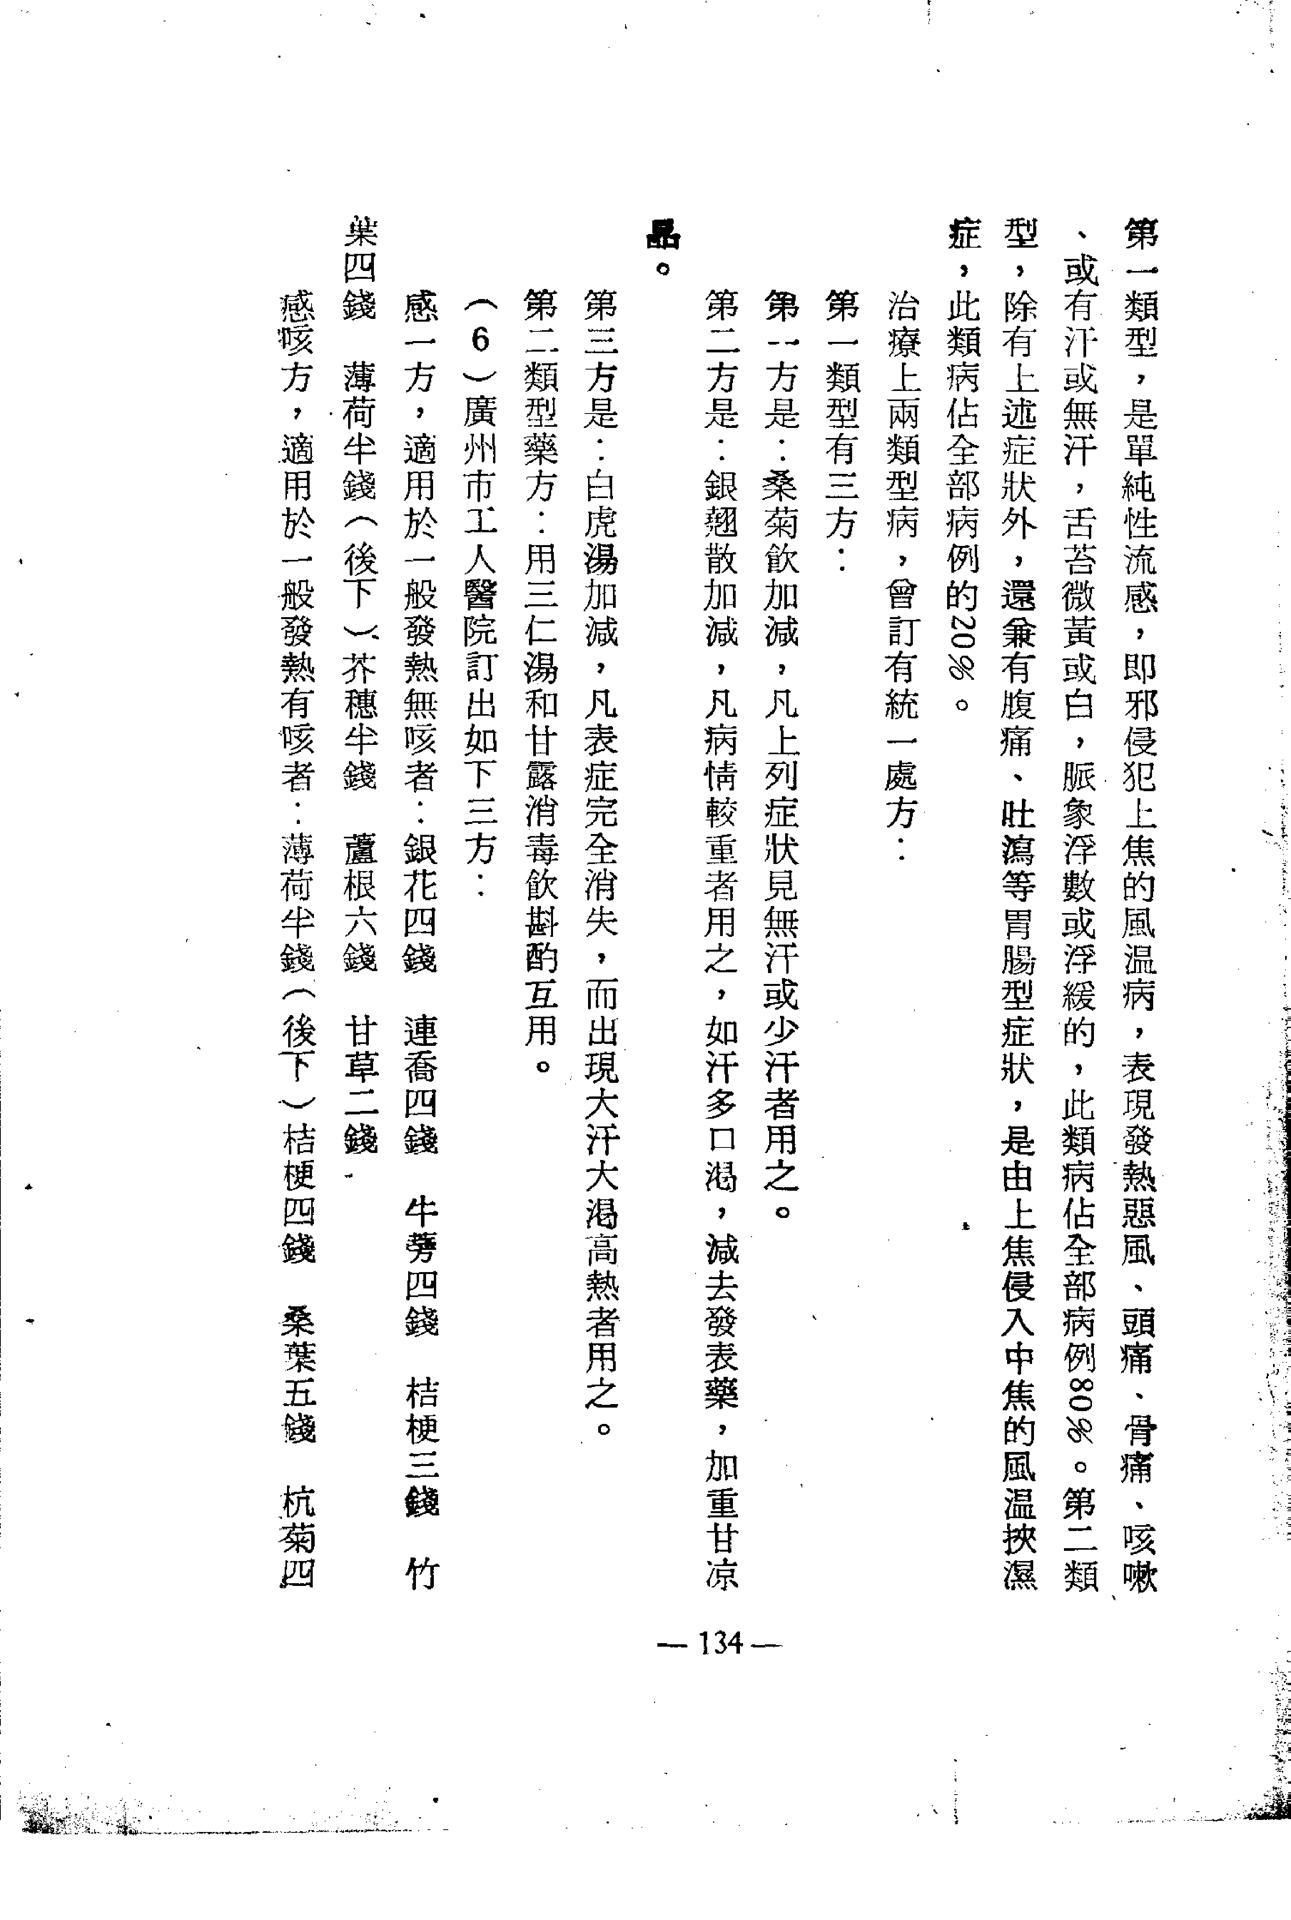 第一類型，是單純性流感，即邪侵犯上焦的風温病，表現發熱惡風、頭痛、骨痛、咳嗽
、或有汗或無汗，舌苔微黃或白，脈象浮數或浮緩的，此類病佔全部病例80%。第二類
型，除有上述症狀外，還兼有腹痛、吐瀉等胃腸型症狀，是由上焦侵入中焦的風温挾濕
症，此類病佔全部病例的20%。
治療上兩類型病，曾訂有統一處方：
第一類型有三方：
第一方是：桑菊飮加減，凡上列症狀見無汗或少汗者用之。
第二方是：銀翹散加減，凡病情較重者用之，如汗多口渴，減去發表藥，加重甘凉
品。
第三方是：白虎湯加減，凡表症完全消失，而出現大汗大渴高熱者用之。
第二類型藥方：用三仁湯和甘露消毒飮斟酌互用。
（6）廣州市工人醫院訂出如下三方：
感一方，適用於一般發熱無咳者：銀花四錢　連喬四錢　牛蒡四錢　桔梗三錢　竹
葉四錢　薄荷半錢（後下）芥穗半錢　蘆根六錢　甘草二錢
感咳方，適用於一般發熱有咳者：薄荷半錢（後下）桔梗四錢　桑葉五錢　杭菊四
— 134 —